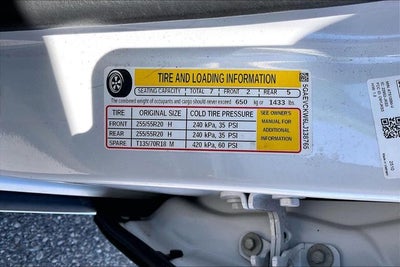 TIRE AND LOADING INFORMATION
SEATING CAPACITY TOTAL 7 FRONT 2 REAR 5
The combined weight of occupants and cargo should never exceed 650 kg or 1433 lbs.
TIRE ORIGINAL SIZE COLD TIRE PRESSURE
FRONT 255/55R20 H 240 kPa, 35 PSI
REAR 255/55R20 H 240 kPa, 35 PSI
SPARE T135/70R18 M 420 kPa, 60 PSI
SEE OWNER'S
MANUAL FOR
ADDITIONAL
INFORMATION